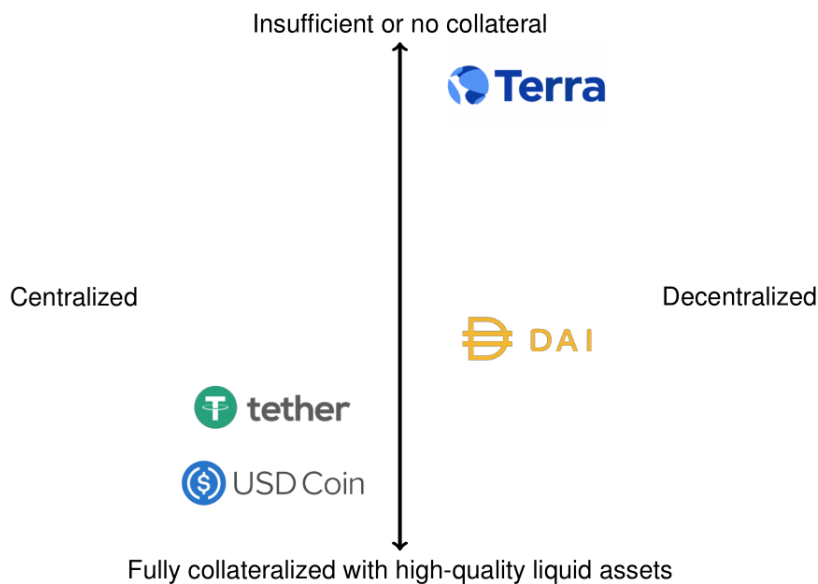 Insufficient or no collateral
Terra
Centralized
Decentralized
DAI
tether
USD Coin
Fully collateralized with high-quality liquid assets